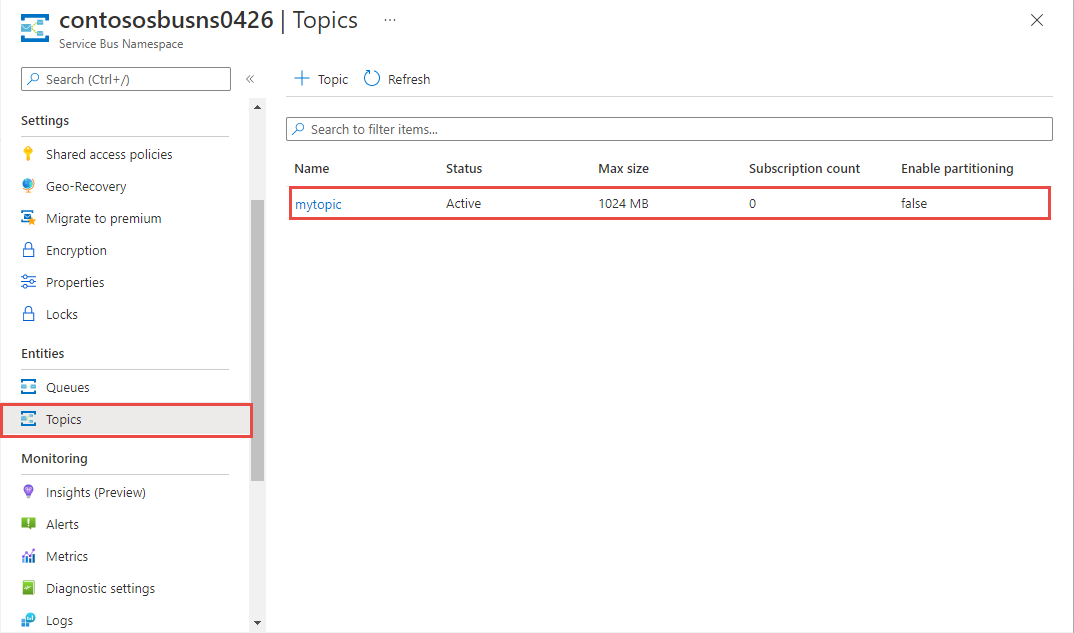 contososbusns0426 | Topics ...
Service Bus Namespace
Search (Ctrl+/) «
Settings
Shared access policies
Geo-Recovery
Migrate to premium
Encryption
Properties
Locks
Entities
Queues
Topics
Monitoring
Insights (Preview)
Alerts
Metrics
Diagnostic settings
Logs
+ Topic Refresh
Search to filter items...
Name Status Max size Subscription count Enable partitioning
mytopic Active 1024 MB 0 false